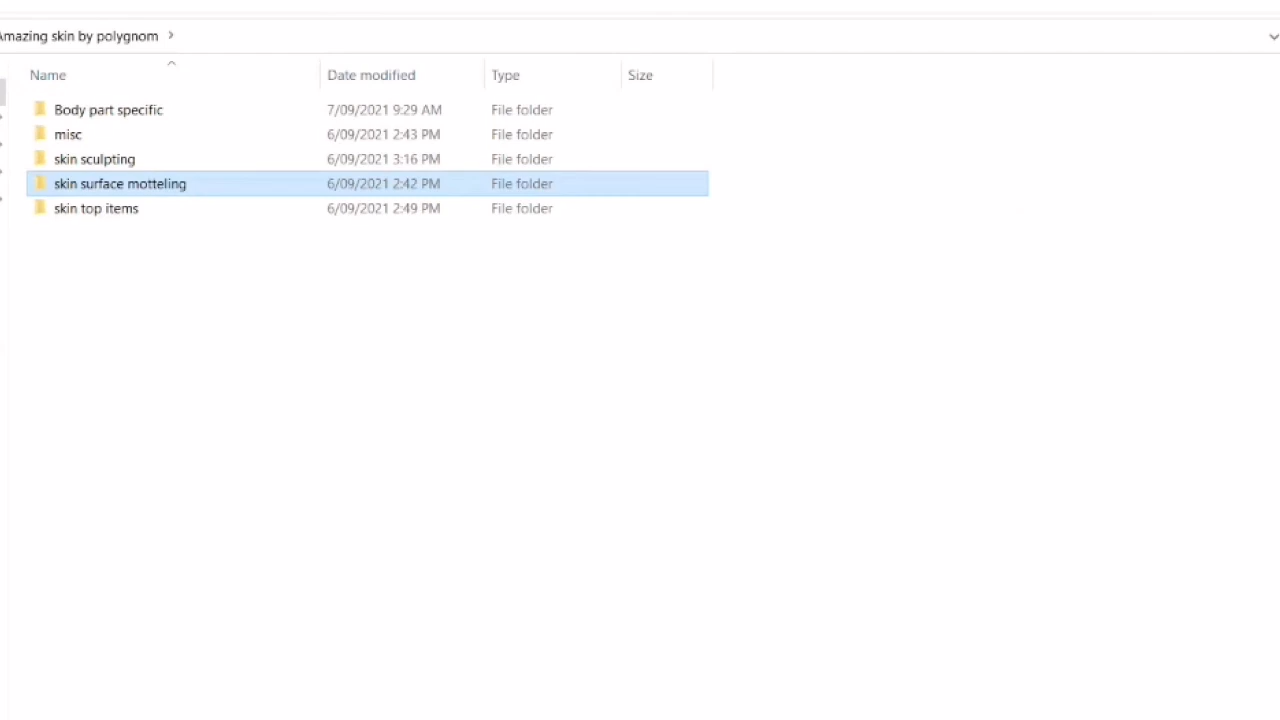 Amazing skin by polygnom
Name Date modified Type Size
Body part specific 7/09/2021 9:29 AM File folder
misc 6/09/2021 2:43 PM File folder
skin sculpting 6/09/2021 3:16 PM File folder
skin surface motteling 6/09/2021 2:42 PM File folder
skin top items 6/09/2021 2:49 PM File folder